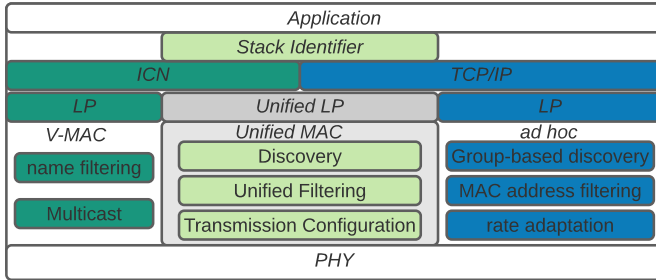 Application
Stack Identifier
ICN TCP/IP
LP Unified LP LP
V-MAC Unified MAC ad hoc
name filtering Discovery Group-based discovery
Unified Filtering MAC address filtering
Multicast Transmission Configuration rate adaptation
PHY